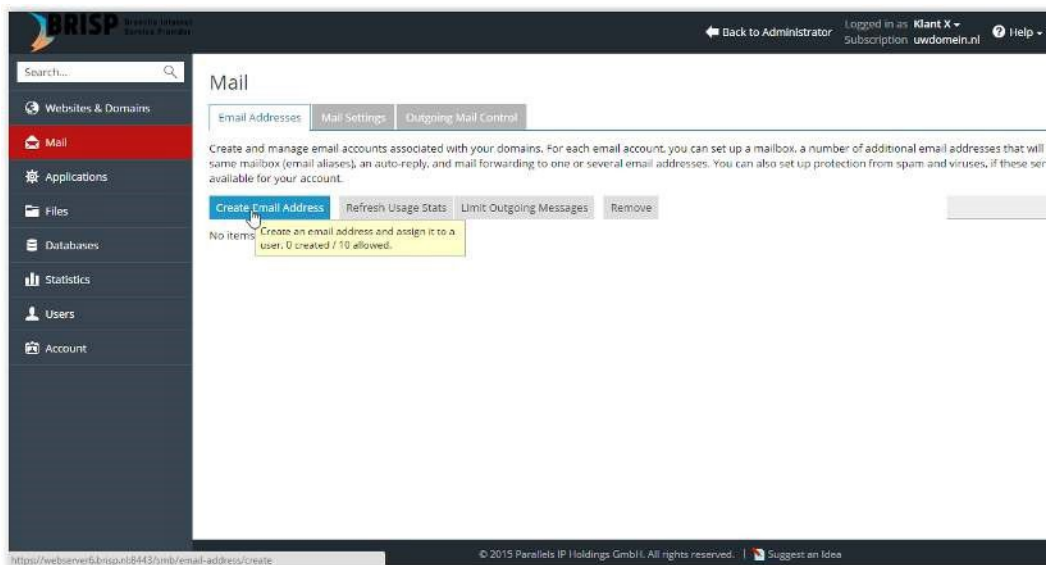 BRISP
Back to Administrator
Logged in as Klant X
Subscription uwdomein.nl
Help
Search...
Websites & Domains
Mail
Applications
Files
Databases
Statistics
Users
Account
Mail
Email Addresses Mail Settings Outgoing Mail Control
Create and manage email accounts associated with your domains. For each email account, you can set up a mailbox, a number of additional email addresses that will
same mailbox (email aliases), an auto-reply, and mail forwarding to one or several email addresses. You can also set up protection from spam and viruses, if these ser
available for your account.
Create Email Address Refresh Usage Stats Limit Outgoing Messages Remove
No items
Create an email address and assign it to a
user. 0 created / 10 allowed.
https://webserver6.brisp.nl:8443/smb/email-address/create
© 2015 Parallels IP Holdings GmbH. All rights reserved. | Suggest an Idea